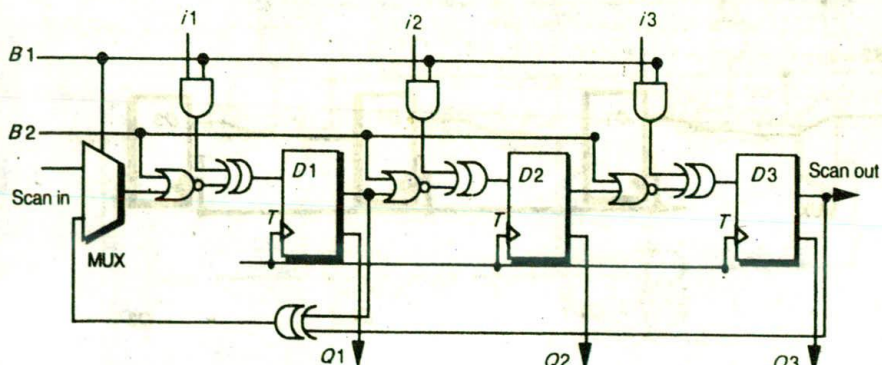 i1
i2
i3
B1
B2
Scan in
MUX
T
D1
T
D2
T
D3
Scan out
Q1
Q2
Q3